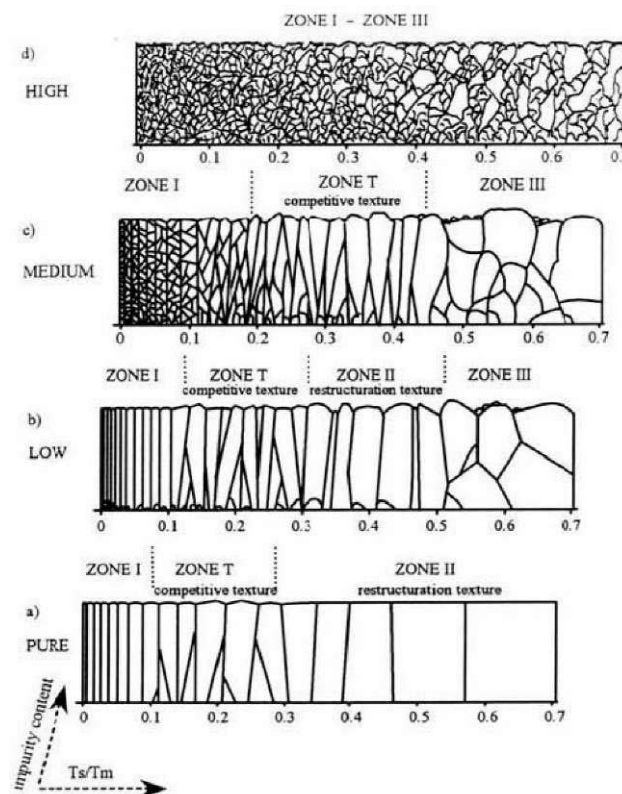 ZONE I - ZONE III
d)
HIGH
0.0 0.1 0.2 0.3 0.4 0.5 0.6 0.7
ZONE I ZONE T ZONE III
competitive texture
c)
MEDIUM
0 0.1 0.2 0.3 0.4 0.5 0.6 0.7
ZONE I ZONE T ZONE II ZONE III
competitive texture restructuration texture
b)
LOW
0 0.1 0.2 0.3 0.4 0.5 0.6 0.7
ZONE I ZONE T ZONE II
competitive texture restructuration texture
a)
PURE
0 0.1 0.2 0.3 0.4 0.5 0.6 0.7
impurity content
Ts/Tm